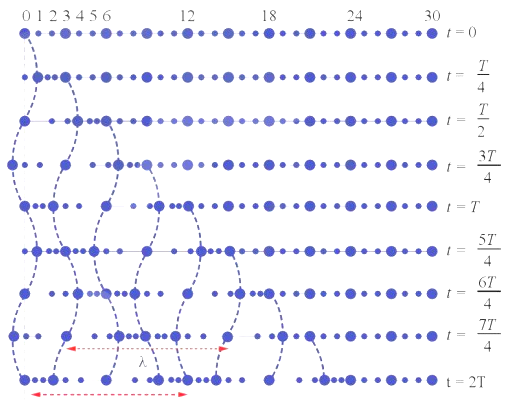 0 1 2 3 4 5 6 12 18 24 30
t = 0
t = T/4
t = T/2
t = 3T/4
t = T
t = 5T/4
t = 6T/4
t = 7T/4
λ
t = 2T